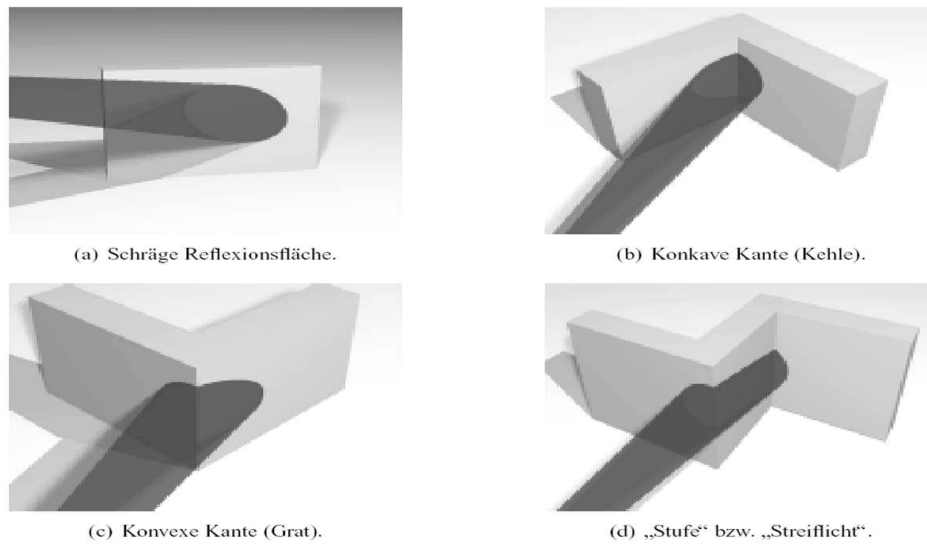 (a) Schräge Reflexionsfläche.
(b) Konkave Kante (Kehle).
(c) Konvexe Kante (Grat).
(d) „Stufe“ bzw. „Streiflicht“.